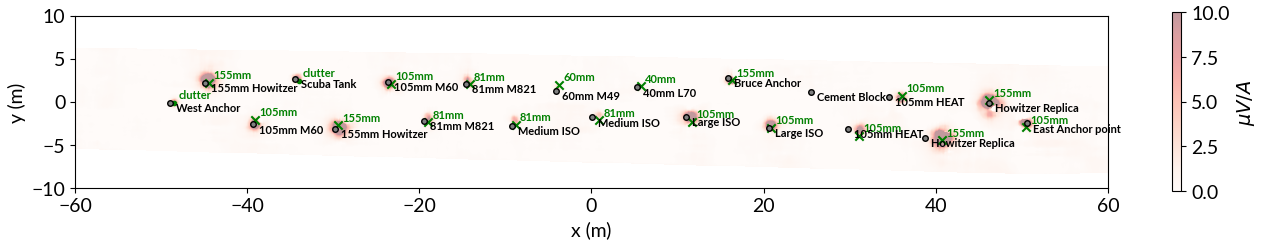 10
5
0
−5
−10
y (m)
−60
−40
−20
0
20
40
60
x (m)
155mm
155mm Howitzer
clutter
Scuba Tank
105mm
105mm M60
81mm
81mm M821
60mm
60mm M49
40mm
40mm L70
155mm
Bruce Anchor
Cement Block
105mm
105mm HEAT
155mm
Howitzer Replica
clutter
West Anchor
105mm
105mm M60
155mm
155mm Howitzer
81mm
81mm M821
81mm
Medium ISO
81mm
Medium ISO
105mm
Large ISO
105mm
Large ISO
105mm
105mm HEAT
155mm
Howitzer Replica
105mm
East Anchor point
10.0
7.5
5.0
2.5
0.0
μV/A